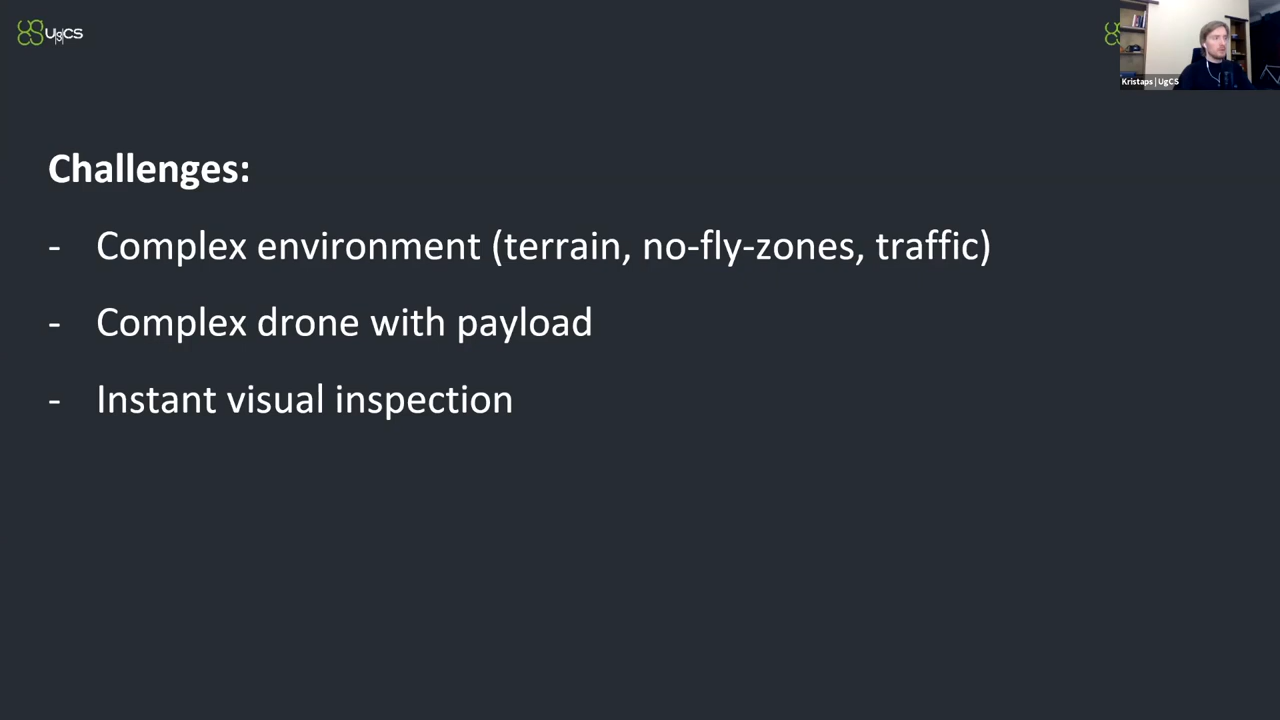 UgCS
Kristaps | UgCS
Challenges:
- Complex environment (terrain, no-fly-zones, traffic)
- Complex drone with payload
- Instant visual inspection